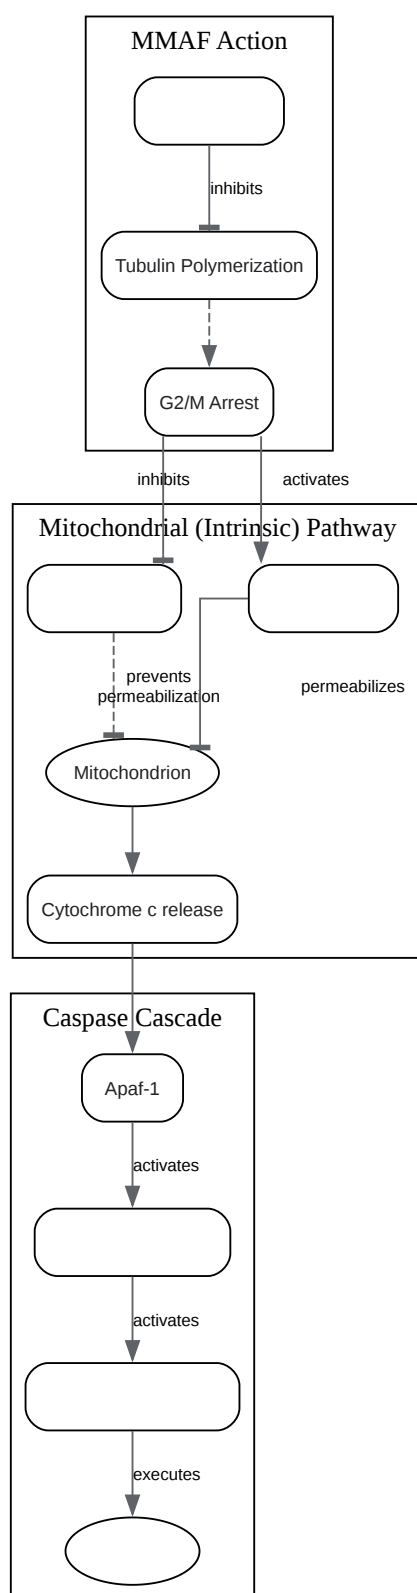 MMAF Action
inhibits
Tubulin Polymerization
G2/M Arrest
inhibits
activates
Mitochondrial (Intrinsic) Pathway
prevents
permeabilization
permeabilizes
Mitochondrion
Cytochrome c release
Caspase Cascade
Apaf-1
activates
activates
executes